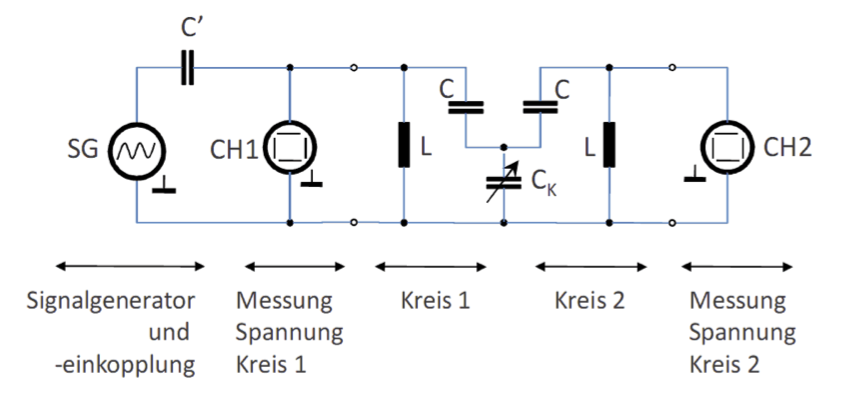 C’
SG
CH1
L
C
C
C_K
L
CH2
Signalgenerator
und
-einkopplung
Messung
Spannung
Kreis 1
Kreis 1
Kreis 2
Messung
Spannung
Kreis 2